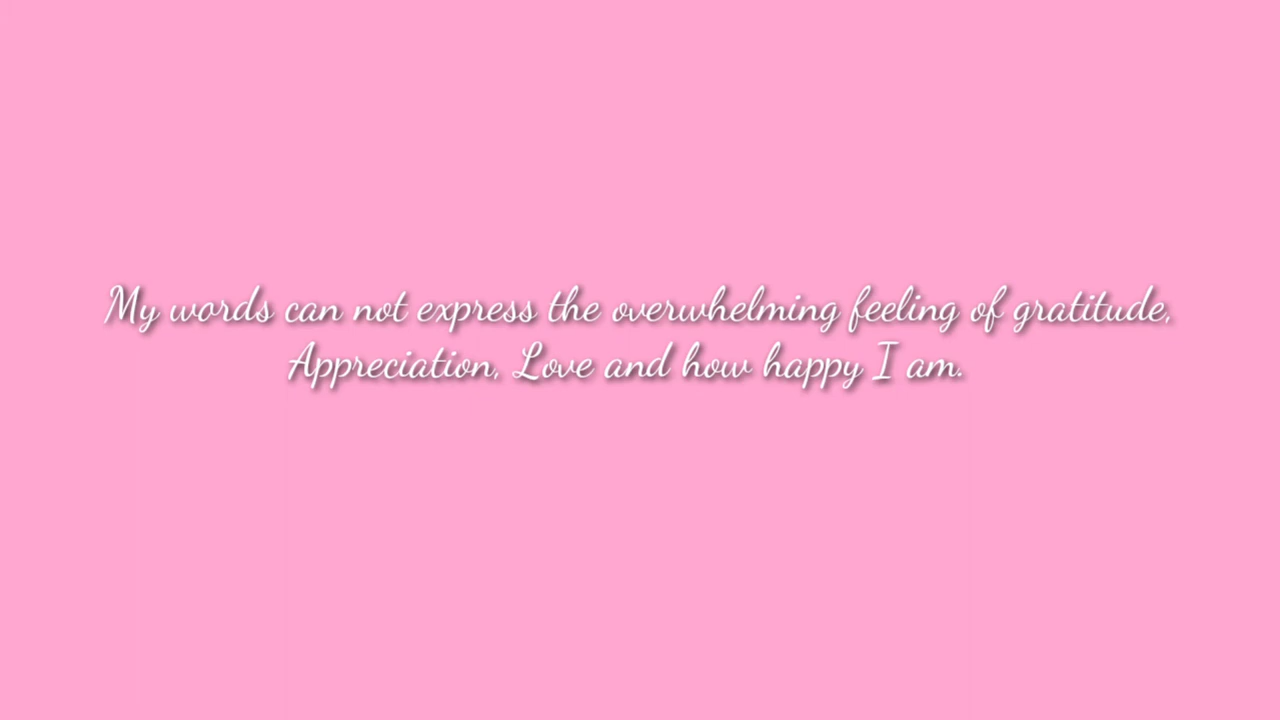 My words can not express the overwhelming feeling of gratitude,
Appreciation, Love and how happy I am.